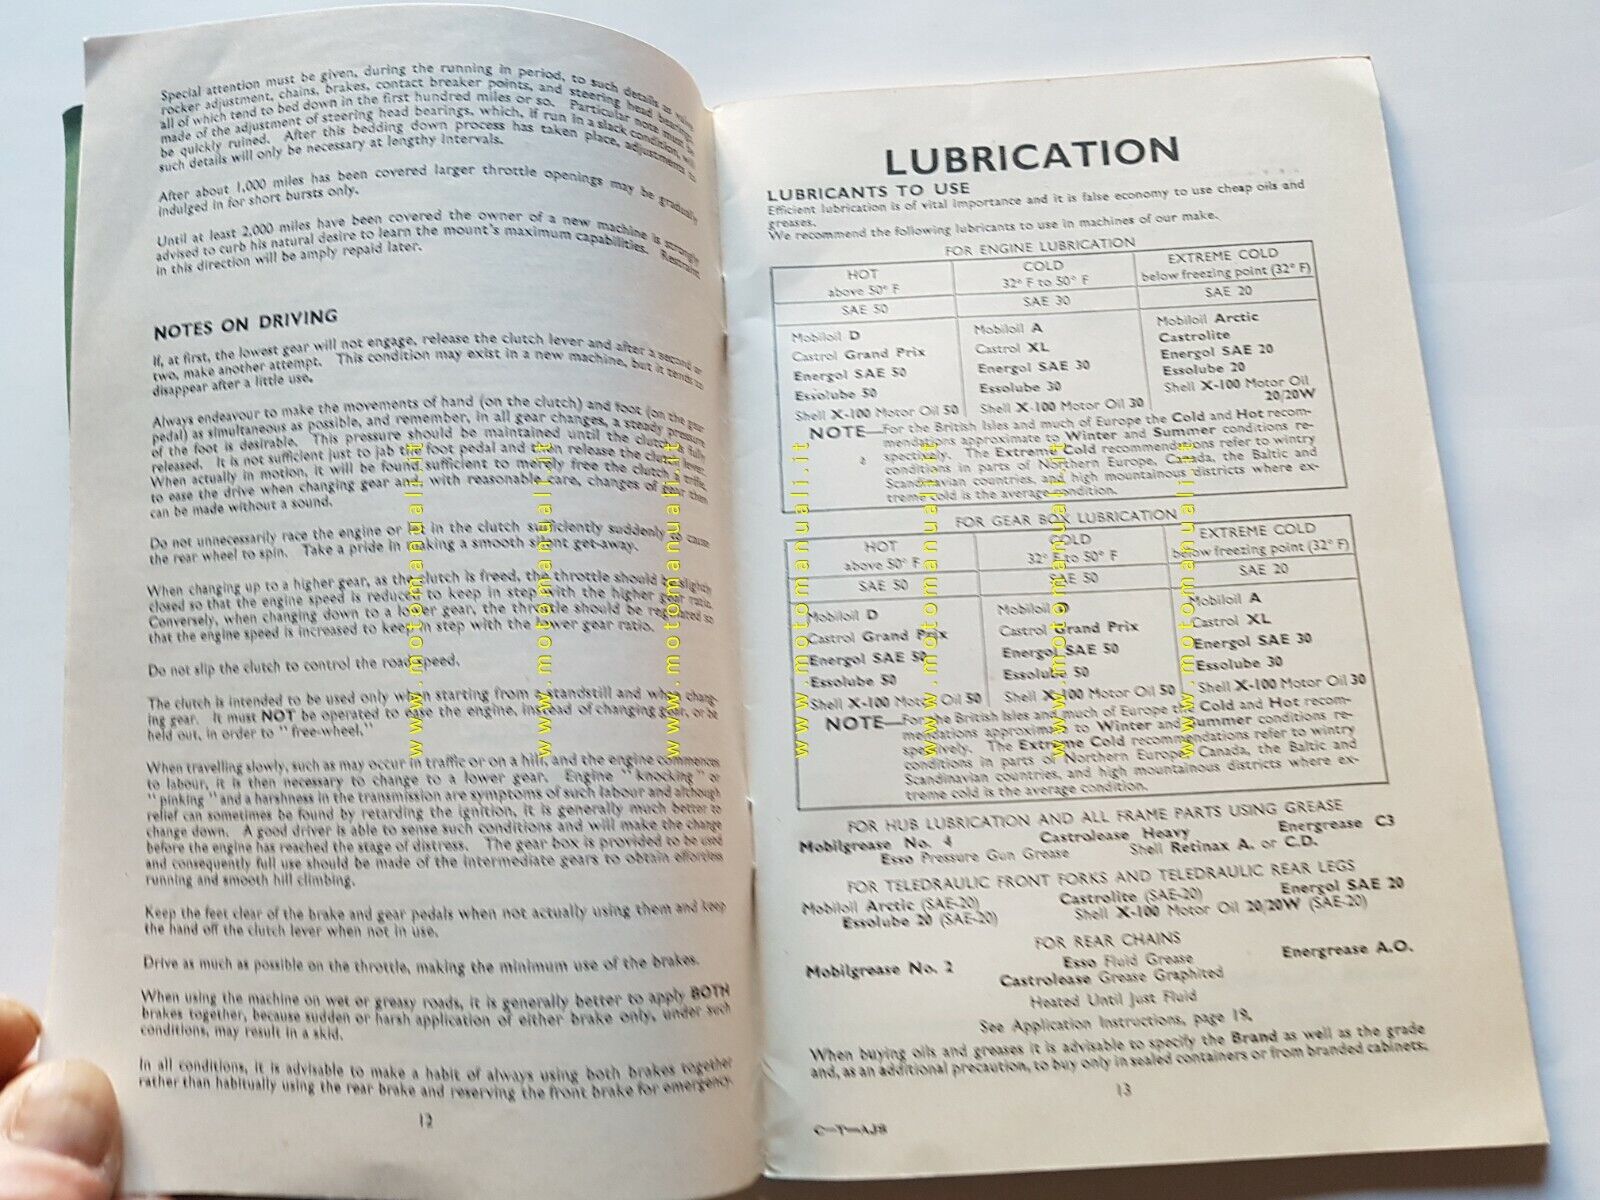 Special attention must be given, during the running in period, to such details as valve
rocker adjustment, chains, brakes, contact breaker points, and steering head bearings,
all of which tend to bed down in the first hundred miles or so. Particular note must be
made of the adjustment of steering head bearings, which, if run in a slack condition, will
be quickly ruined. After this bedding down process has taken place, adjustments to
such details will only be necessary at lengthy intervals.
After about 1,000 miles has been covered larger throttle openings may be gradually
indulged in for short bursts only.
Until at least 2,000 miles have been covered the owner of a new machine is strongly
advised to curb his natural desire to learn the mount's maximum capabilities. Restraint
in this direction will be amply repaid later.
NOTES ON DRIVING
If, at first, the lowest gear will not engage, release the clutch lever and after a second or
two, make another attempt. This condition may exist in a new machine, but it tends to
disappear after a little use.
Always endeavour to make the movements of hand (on the clutch) and foot (on the gear
pedal) as simultaneous as possible, and remember, in all gear changes, a steady pressure
of the foot is desirable. This pressure should be maintained until the clutch is fully
released. It is not sufficient just to jab the foot pedal and then release the clutch lever.
When actually in motion, it will be found sufficient to merely free the clutch a trifle,
to ease the drive when changing gear and, with reasonable care, changes of gear then
can be made without a sound.
Do not unnecessarily race the engine or let in the clutch sufficiently suddenly to cause
the rear wheel to spin. Take a pride in making a smooth silent get-away.
When changing up to a higher gear, as the clutch is freed, the throttle should be slightly
closed so that the engine speed is reduced to keep in step with the higher gear ratio.
Conversely, when changing down to a lower gear, the throttle should be regulated so
that the engine speed is increased to keep in step with the lower gear ratio.
Do not slip the clutch to control the road speed.
The clutch is intended to be used only when starting from a standstill and when chang-
ing gear. It must NOT be operated to ease the engine, instead of changing gear, or be
held out, in order to " free-wheel."
When travelling slowly, such as may occur in traffic or on a hill, and the engine commences
to labour, it is then necessary to change to a lower gear. Engine " knocking " or
" pinking " and a harshness in the transmission are symptoms of such labour and although
relief can sometimes be found by retarding the ignition, it is generally much better to
change down. A good driver is able to sense such conditions and will make the change
before the engine has reached the stage of distress. The gear box is provided to be used
and consequently full use should be made of the intermediate gears to obtain effortless
running and smooth hill climbing.
Keep the feet clear of the brake and gear pedals when not actually using them and keep
the hand off the clutch lever when not in use.
Drive as much as possible on the throttle, making the minimum use of the brakes.
When using the machine on wet or greasy roads, it is generally better to apply BOTH
brakes together, because sudden or harsh application of either brake only, under such
conditions, may result in a skid.
In all conditions, it is advisable to make a habit of always using both brakes together
rather than habitually using the rear brake and reserving the front brake for emergency.
12
LUBRICATION
LUBRICANTS TO USE
Efficient lubrication is of vital importance and it is false economy to use cheap oils and
greases.
We recommend the following lubricants to use in machines of our make.
FOR ENGINE LUBRICATION
HOT COLD EXTREME COLD
above 50° F 32° F to 50° F below freezing point (32° F)
SAE 50 SAE 30 SAE 20
Mobiloil D Mobiloil A Mobiloil Arctic
Castrol Grand Prix Castrol XL Castrolite
Energol SAE 50 Energol SAE 30 Energol SAE 20
Essolube 50 Essolube 30 Essolube 20
Shell X-100 Motor Oil 50 Shell X-100 Motor Oil 30 Shell X-100 Motor Oil
20/20W
NOTE—For the British Isles and much of Europe the Cold and Hot recom-
mendations approximate to Winter and Summer conditions re-
spectively. The Extreme Cold recommendations refer to wintry
conditions in parts of Northern Europe, Canada, the Baltic and
Scandinavian countries, and high mountainous districts where ex-
treme cold is the average condition.
FOR GEAR BOX LUBRICATION
HOT COLD EXTREME COLD
above 50° F 32° F to 50° F below freezing point (32° F)
SAE 50 SAE 50 SAE 20
Mobiloil D Mobiloil D Mobiloil A
Castrol Grand Prix Castrol Grand Prix Castrol XL
Energol SAE 50 Energol SAE 50 Energol SAE 30
Essolube 50 Essolube 50 Essolube 30
Shell X-100 Motor Oil 50 Shell X-100 Motor Oil 50 Shell X-100 Motor Oil 30
NOTE—For the British Isles and much of Europe the Cold and Hot recom-
mendations approximate to Winter and Summer conditions re-
spectively. The Extreme Cold recommendations refer to wintry
conditions in parts of Northern Europe, Canada, the Baltic and
Scandinavian countries, and high mountainous districts where ex-
treme cold is the average condition.
FOR HUB LUBRICATION AND ALL FRAME PARTS USING GREASE
Mobilgrease No. 4 Castrolease Heavy Energrease C3
Esso Pressure Gun Grease Shell Retinax A. or C.D.
FOR TELEDRAULIC FRONT FORKS AND TELEDRAULIC REAR LEGS
Mobiloil Arctic (SAE-20) Castrolite (SAE-20) Energol SAE 20
Essolube 20 (SAE-20) Shell X-100 Motor Oil 20/20W (SAE-20)
FOR REAR CHAINS
Mobilgrease No. 2 Esso Fluid Grease Energrease A.O.
Castrolease Grease Graphited
Heated Until Just Fluid
See Application Instructions, page 19.
When buying oils and greases it is advisable to specify the Brand as well as the grade
and, as an additional precaution, to buy only in sealed containers or from branded cabinets.
13
C—T—AJS
www.motomanuali.it
www.motomanuali.it
www.motomanuali.it
www.motomanuali.it
www.motomanuali.it
www.motomanuali.it
www.motomanuali.it